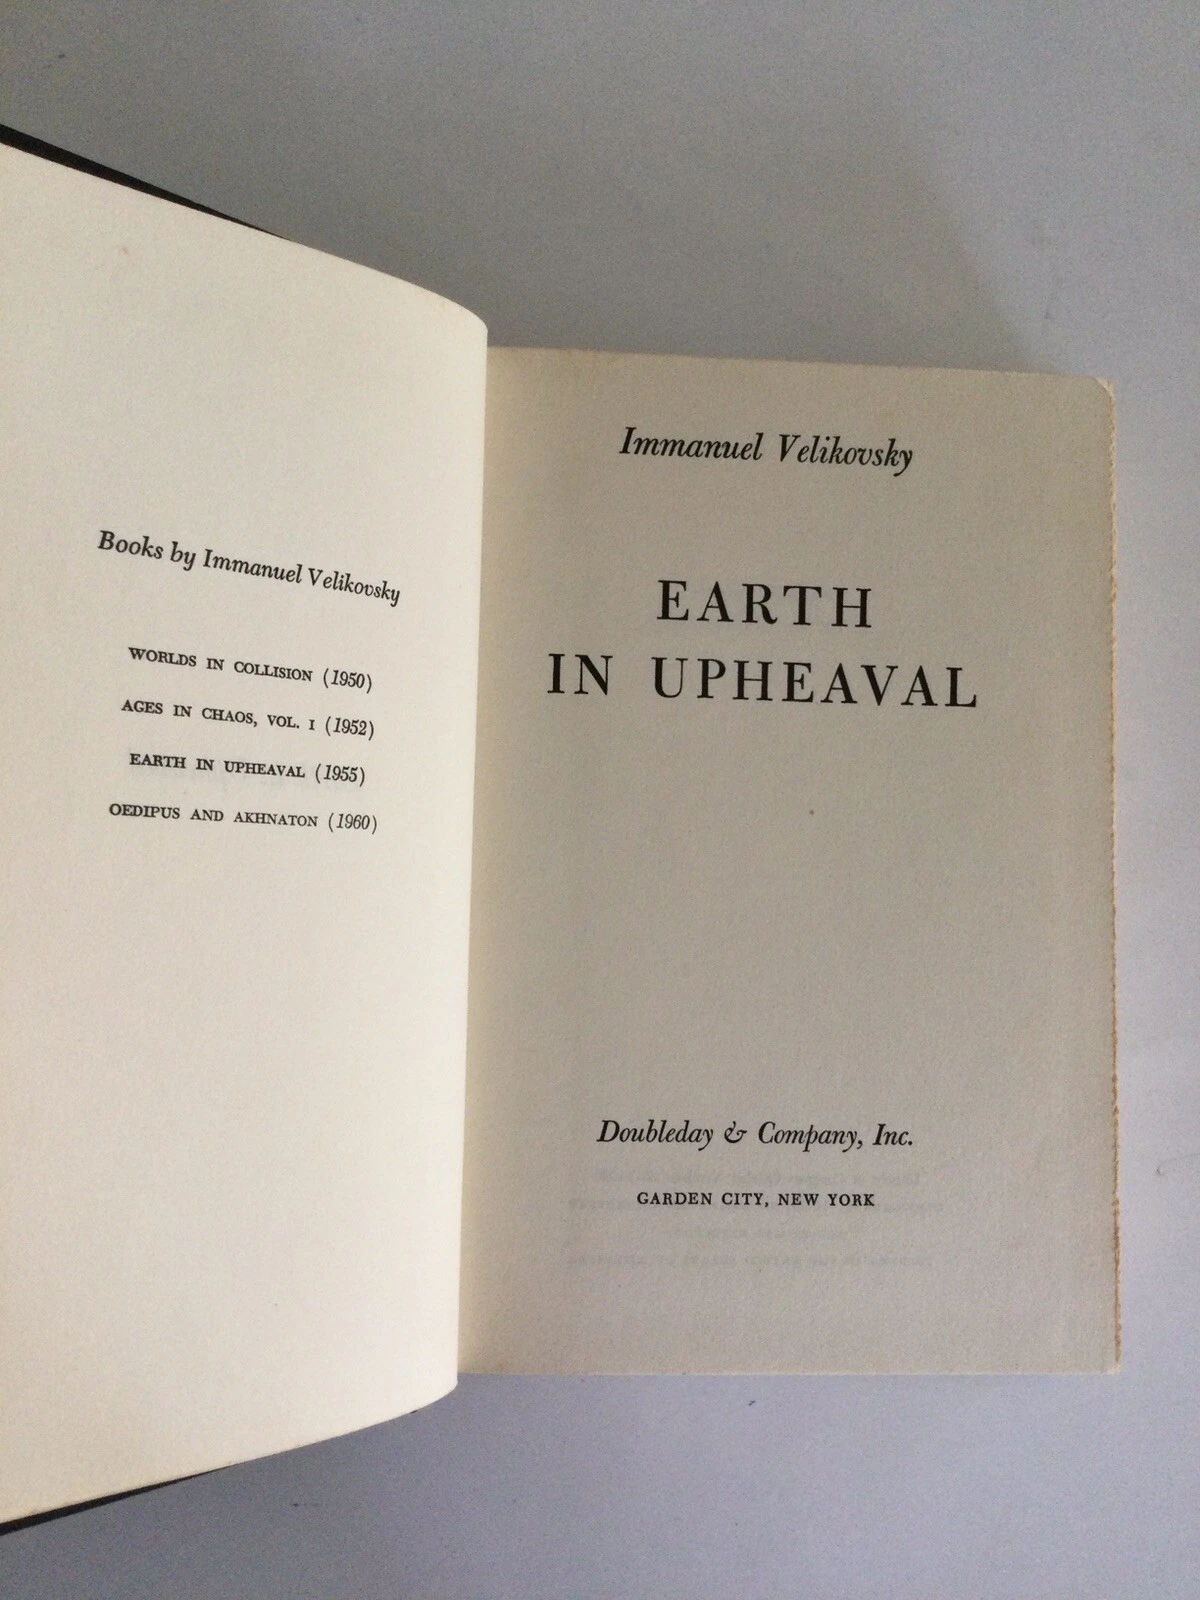 Books by Immanuel Velikovsky
WORLDS IN COLLISION (1950)
AGES IN CHAOS, VOL. I (1952)
EARTH IN UPHEAVAL (1955)
OEDIPUS AND AKHNATON (1960)
Immanuel Velikovsky
EARTH
IN UPHEAVAL
Doubleday & Company, Inc.
GARDEN CITY, NEW YORK